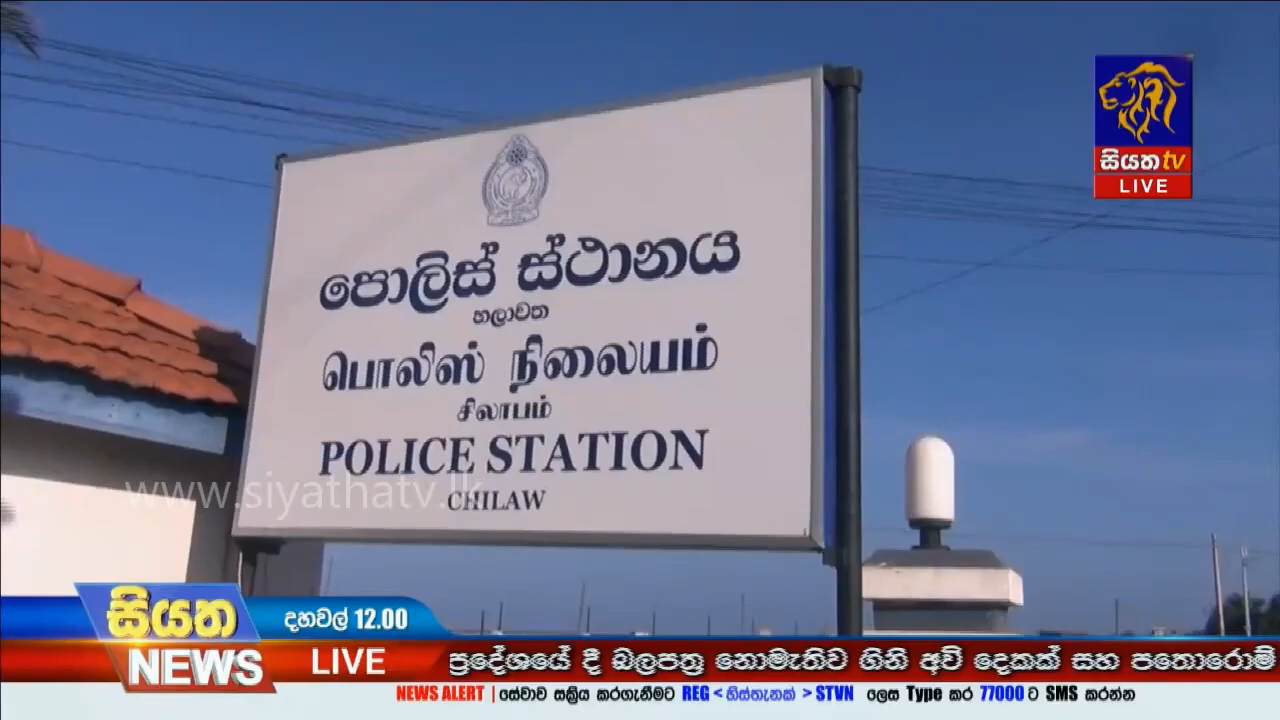 සියත tv
LIVE
පොලිස් ස්ථානය
හලාවත
பொலிஸ் நிலையம்
சிலாபம்
POLICE STATION
CHILAW
www.siyathatv.lk
සියත
NEWS
දහවල් 12.00
LIVE
ප්‍රදේශයේ දී බලපත්‍ර නොමැතිව ගිනි අවි දෙකක් සහ පතොරොම්
NEWS ALERT | සේවාව සක්‍රිය කරගැනීමට REG < හිස්තැනක් > STVN ලෙස Type කර 77000 ට SMS කරන්න